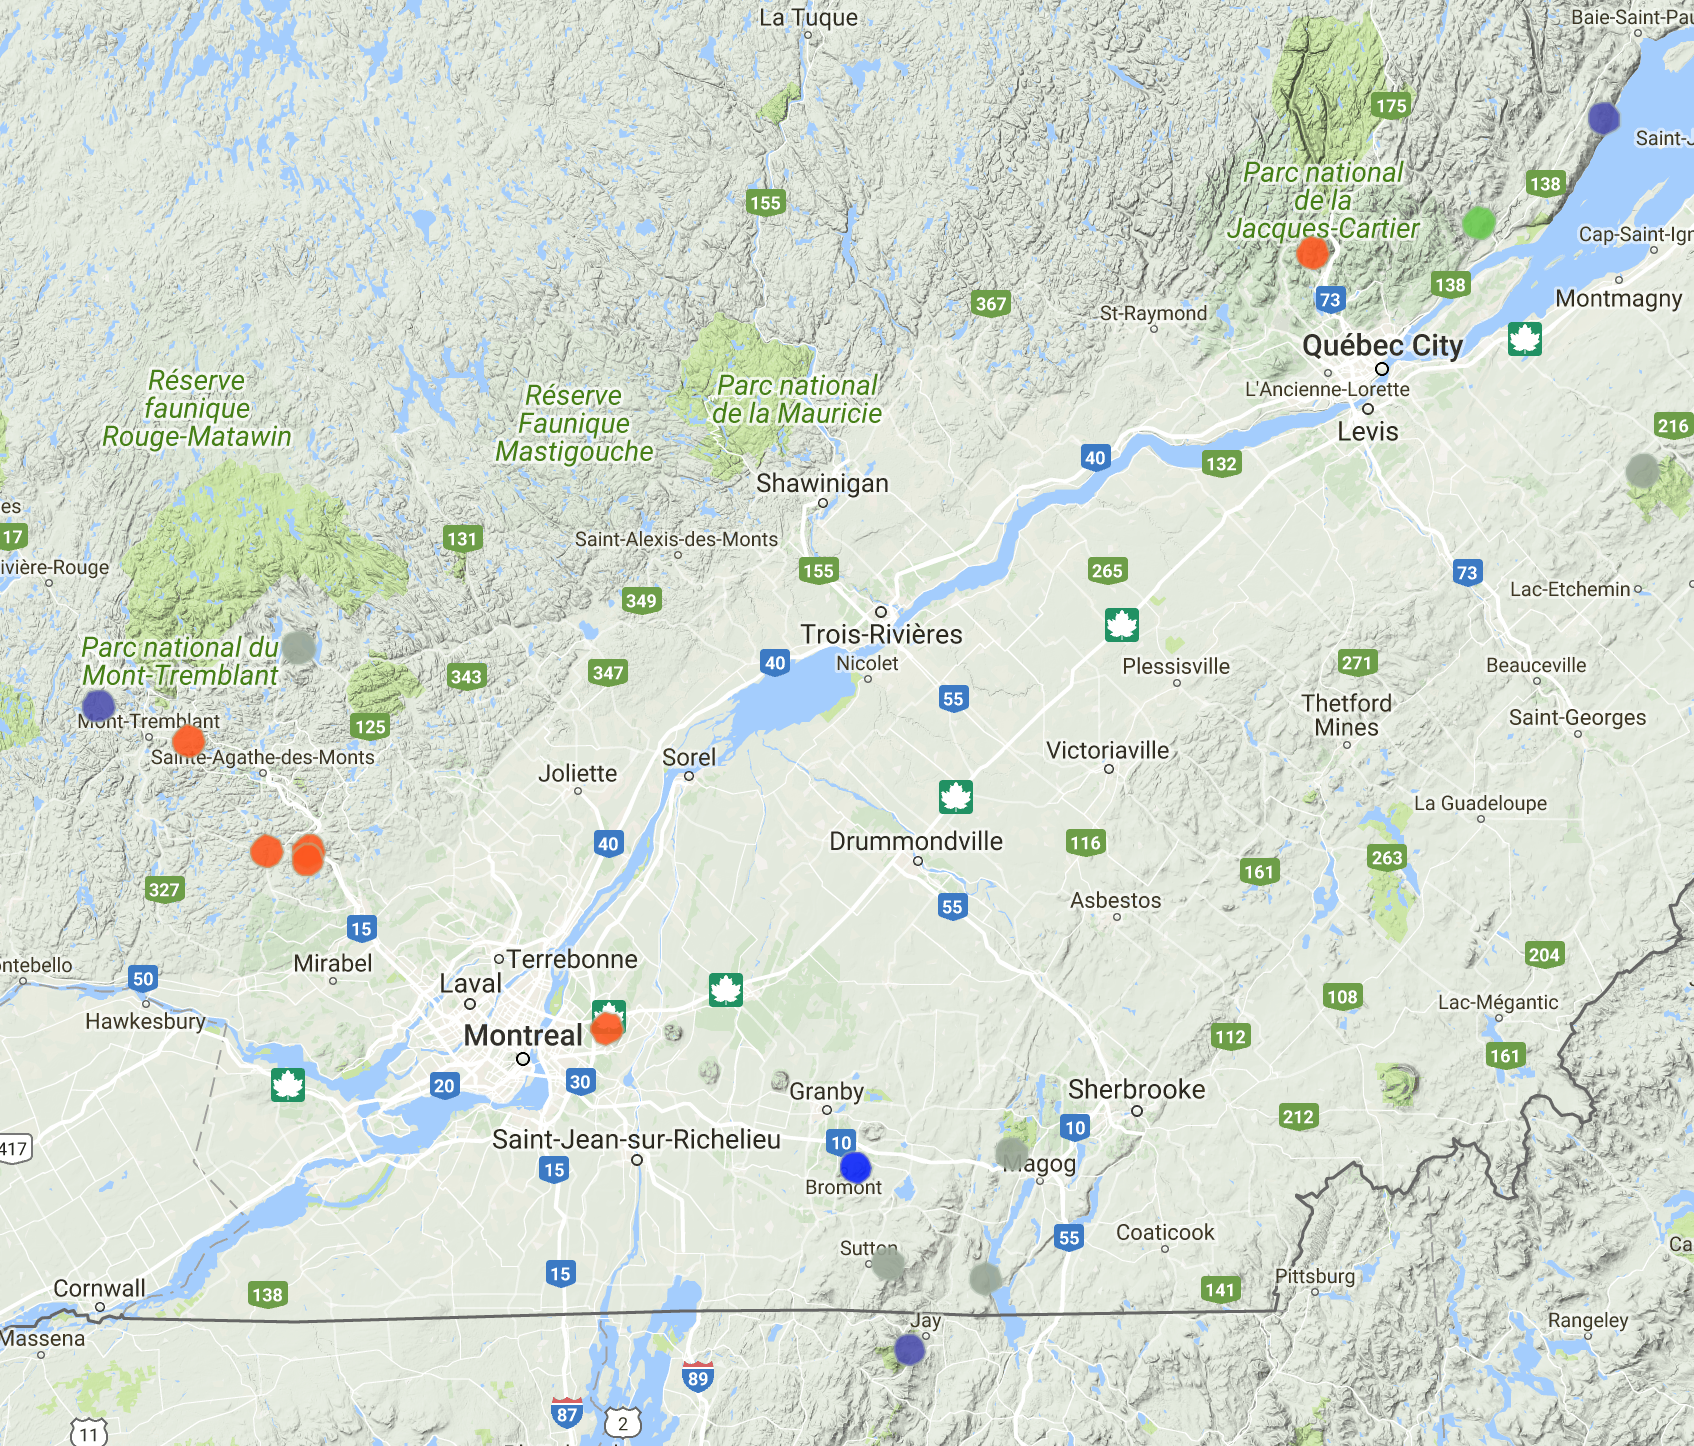 La Tuque
Baie-Saint-Pau
175
Saint-J
Parc national
de la
Jacques-Cartier
138
155
Cap-Saint-Ign
138
73
367
St-Raymond
Montmagny
Québec City
L'Ancienne-Lorette
Levis
Réserve
faunique
Rouge-Matawin
Réserve
Faunique
Mastigouche
Parc national
de la Mauricie
216
40
132
Shawinigan
es
17
131
Saint-Alexis-des-Monts
ivière-Rouge
155
265
73
Lac-Etchemin
349
Trois-Rivières
Parc national du
Mont-Tremblant
343
347
40
Nicolet
Plessisville
271
Beauceville
55
Thetford
Mines
Saint-Georges
Mont-Tremblant
125
Sainte-Agathe-des-Monts
Sorel
Victoriaville
Joliette
La Guadeloupe
40
Drummondville
116
263
161
327
55
Asbestos
15
ntebello
50
Mirabel
Terrebonne
204
Laval
108
Lac-Mégantic
Hawkesbury
Montreal
112
161
20
30
Granby
Sherbrooke
212
417
Saint-Jean-sur-Richelieu
10
10
15
Magog
Bromont
55
Coaticook
Sutton
Ca
15
138
Cornwall
141
Pittsburg
Massena
Jay
Rangeley
89
87
2
11